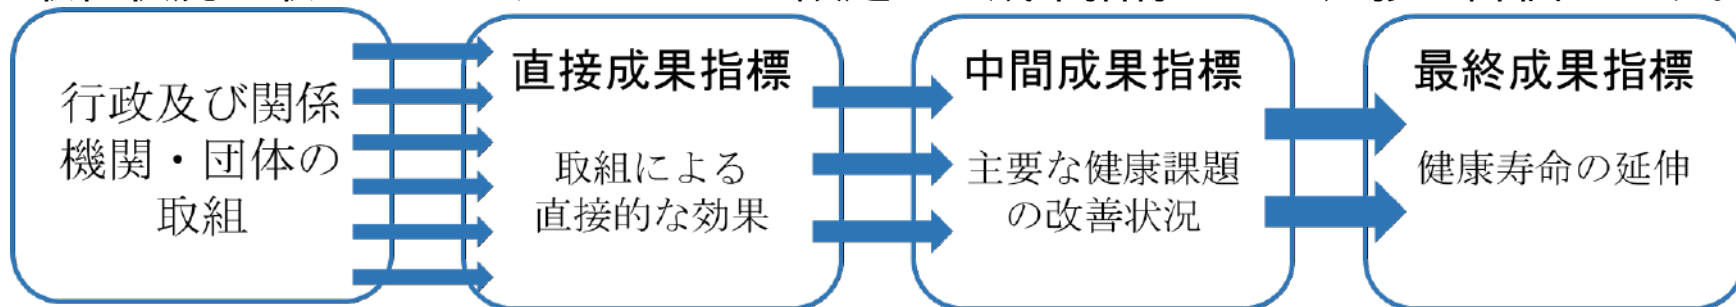 行政及び関係
機関・団体の
取組
直接成果指標
取組による
直接的な効果
中間成果指標
主要な健康課題
の改善状況
最終成果指標
健康寿命の延伸